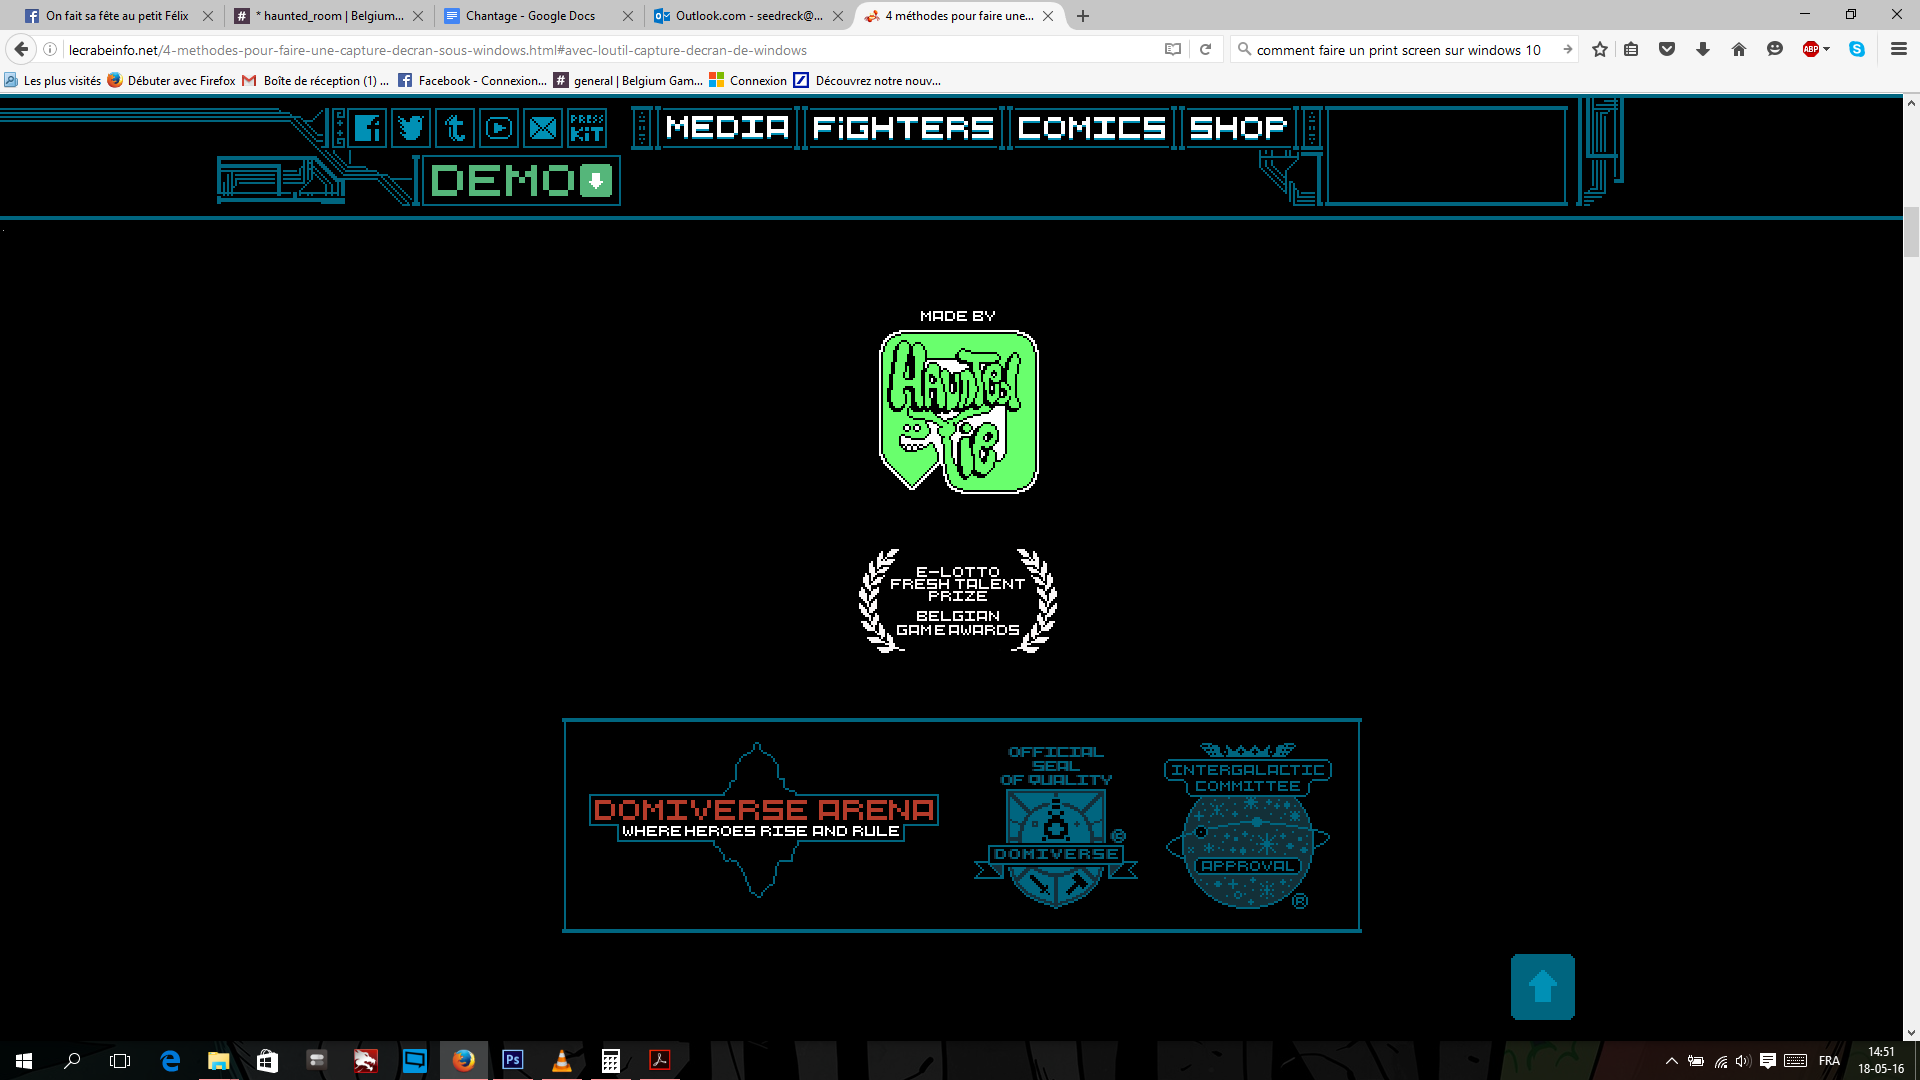 On fait sa fête au petit Félix
* haunted_room | Belgium...
Chantage - Google Docs
Outlook.com - seedreck@...
4 méthodes pour faire une...
lecrabeinfo.net/4-methodes-pour-faire-une-capture-decran-sous-windows.html#avec-loutil-capture-decran-de-windows
comment faire un print screen sur windows 10
ABP
Les plus visités
Débuter avec Firefox
Boîte de réception (1) ...
Facebook - Connexion...
general | Belgium Gam...
Connexion
Découvrez notre nouv...
PRESS
KIT
MEDIA
FiGHTERS
COMICS
SHOP
DEMO
MADE BY
HAUNTED
TiE
E-LOTTO
FRESH TALENT
PRIZE
BELGIAN
GAME AWARDS
DOMIVERSE ARENA
WHERE HEROES RISE AND RULE
OFFICIAL
SEAL
OF QUALITY
©
DOMIVERSE
INTERGALACTIC
COMMITTEE
APPROVAL
®
Ps
FRA
14:51
18-05-16